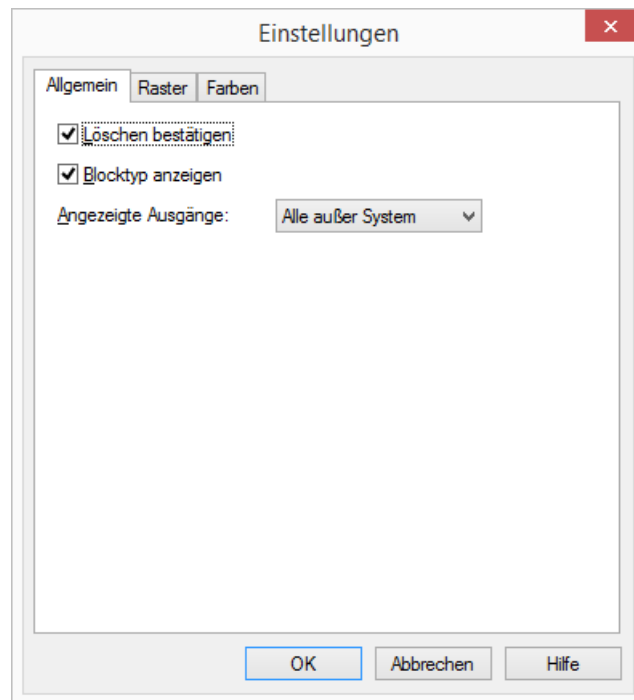 Einstellungen
Allgemein Raster Farben
Löschen bestätigen
Blocktyp anzeigen
Angezeigte Ausgänge: Alle außer System
OK Abbrechen Hilfe